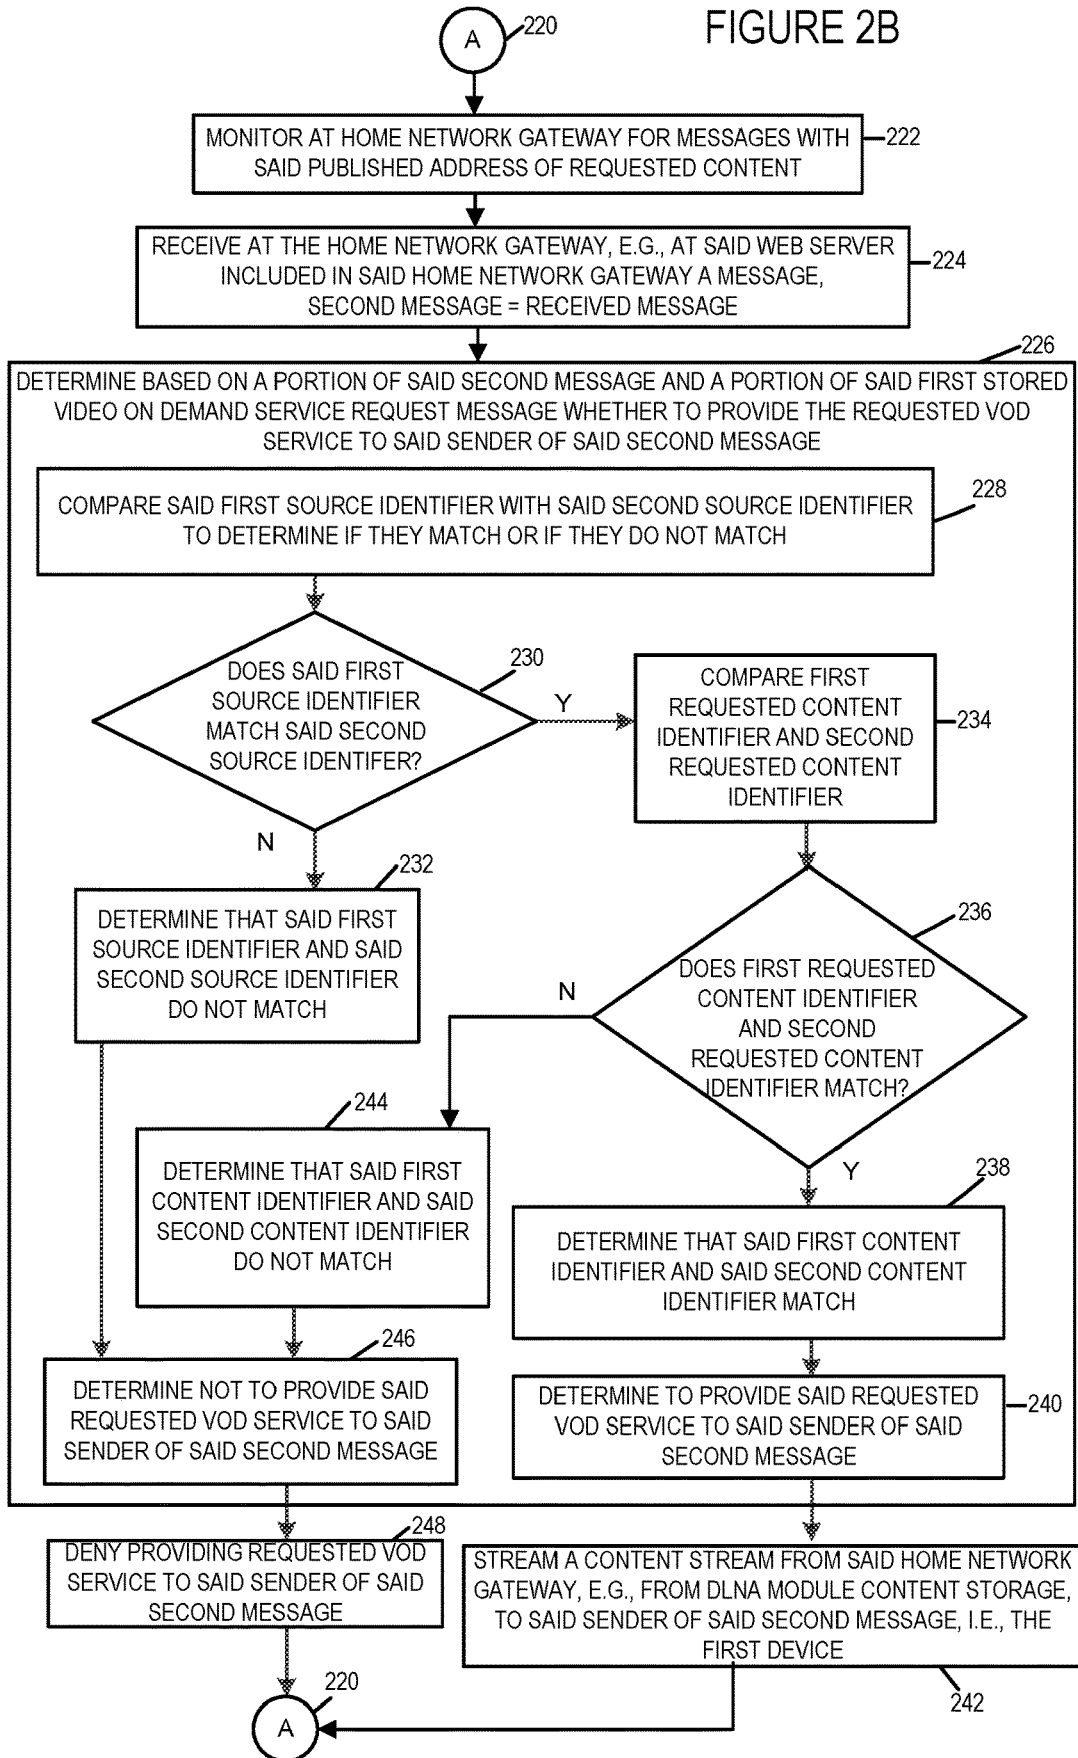 FIGURE 2B
A
220
MONITOR AT HOME NETWORK GATEWAY FOR MESSAGES WITH
SAID PUBLISHED ADDRESS OF REQUESTED CONTENT
222
RECEIVE AT THE HOME NETWORK GATEWAY, E.G., AT SAID WEB SERVER
INCLUDED IN SAID HOME NETWORK GATEWAY A MESSAGE,
SECOND MESSAGE = RECEIVED MESSAGE
224
226
DETERMINE BASED ON A PORTION OF SAID SECOND MESSAGE AND A PORTION OF SAID FIRST STORED
VIDEO ON DEMAND SERVICE REQUEST MESSAGE WHETHER TO PROVIDE THE REQUESTED VOD
SERVICE TO SAID SENDER OF SAID SECOND MESSAGE
COMPARE SAID FIRST SOURCE IDENTIFIER WITH SAID SECOND SOURCE IDENTIFIER
TO DETERMINE IF THEY MATCH OR IF THEY DO NOT MATCH
228
DOES SAID FIRST
SOURCE IDENTIFIER
MATCH SAID SECOND
SOURCE IDENTIFER?
230
Y
N
COMPARE FIRST
REQUESTED CONTENT
IDENTIFIER AND SECOND
REQUESTED CONTENT
IDENTIFIER
234
232
DETERMINE THAT SAID FIRST
SOURCE IDENTIFIER AND SAID
SECOND SOURCE IDENTIFIER
DO NOT MATCH
236
DOES FIRST REQUESTED
CONTENT IDENTIFIER
AND SECOND
REQUESTED CONTENT
IDENTIFIER MATCH?
N
Y
244
DETERMINE THAT SAID FIRST
CONTENT IDENTIFIER AND SAID
SECOND CONTENT IDENTIFIER
DO NOT MATCH
238
DETERMINE THAT SAID FIRST CONTENT
IDENTIFIER AND SAID SECOND CONTENT
IDENTIFIER MATCH
246
DETERMINE NOT TO PROVIDE SAID
REQUESTED VOD SERVICE TO SAID
SENDER OF SAID SECOND MESSAGE
DETERMINE TO PROVIDE SAID REQUESTED
VOD SERVICE TO SAID SENDER OF SAID
SECOND MESSAGE
240
248
DENY PROVIDING REQUESTED VOD
SERVICE TO SAID SENDER OF SAID
SECOND MESSAGE
STREAM A CONTENT STREAM FROM SAID HOME NETWORK
GATEWAY, E.G., FROM DLNA MODULE CONTENT STORAGE,
TO SAID SENDER OF SAID SECOND MESSAGE, I.E., THE
FIRST DEVICE
242
220
A